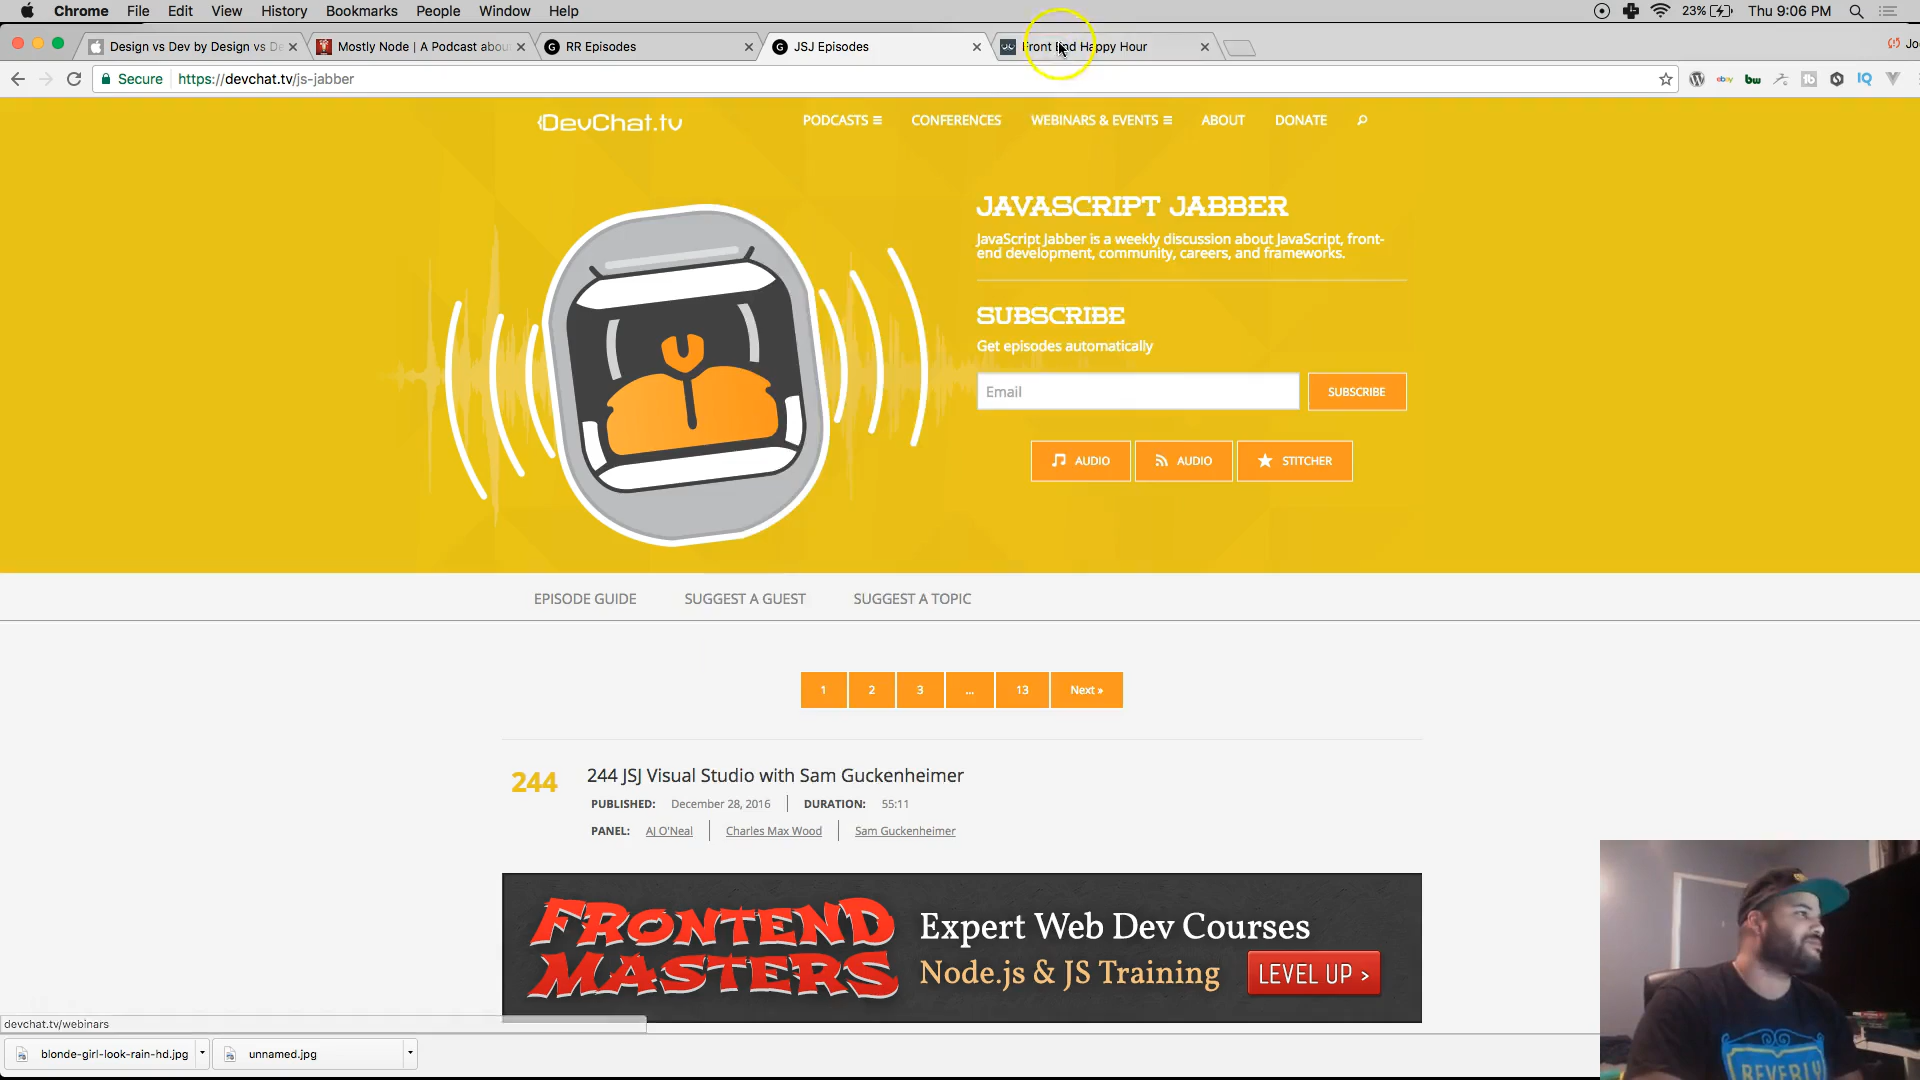 Chrome File Edit View History Bookmarks People Window Help
23% Thu 9:06 PM
Design vs Dev by Design vs De
Mostly Node | A Podcast abou
RR Episodes
JSJ Episodes
Front End Happy Hour
Secure https://devchat.tv/js-jabber
{DevChat.tv
PODCASTS CONFERENCES WEBINARS & EVENTS ABOUT DONATE
JAVASCRIPT JABBER
JavaScript Jabber is a weekly discussion about JavaScript, front-
end development, community, careers, and frameworks.
SUBSCRIBE
Get episodes automatically
Email SUBSCRIBE
AUDIO AUDIO STITCHER
EPISODE GUIDE SUGGEST A GUEST SUGGEST A TOPIC
1 2 3 ... 13 Next »
244 244 JSJ Visual Studio with Sam Guckenheimer
PUBLISHED: December 28, 2016 DURATION: 55:11
PANEL: AJ O'Neal Charles Max Wood Sam Guckenheimer
FRONTEND MASTERS
Expert Web Dev Courses
Node.js & JS Training
LEVEL UP >
devchat.tv/webinars
blonde-girl-look-rain-hd.jpg unnamed.jpg
BEVERLY